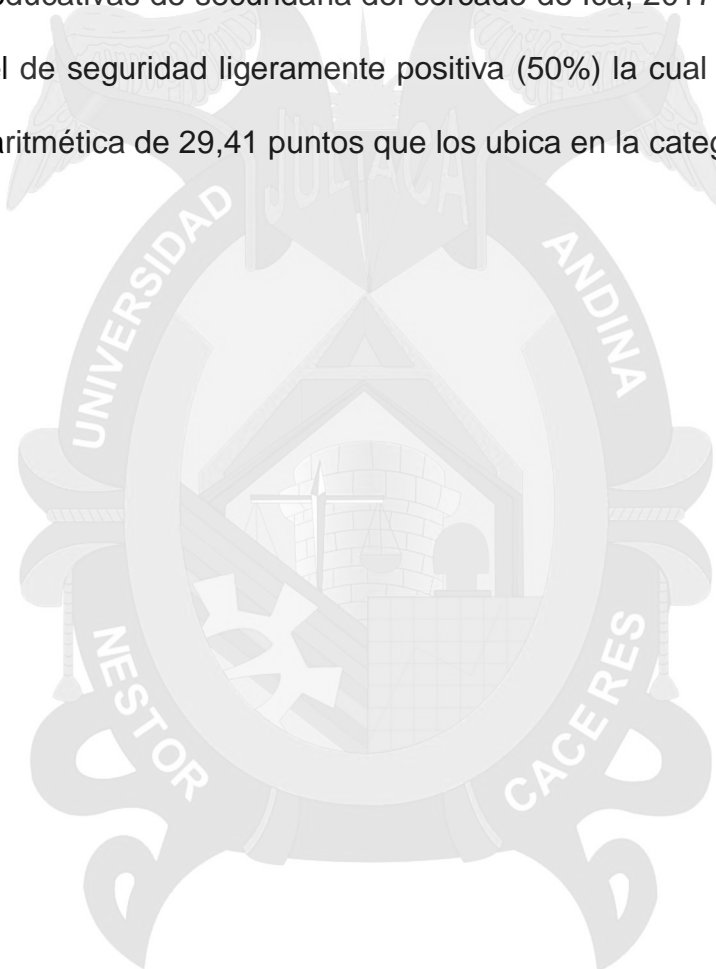 educativas de secundaria del cercado de Ica, 2017
de seguridad ligeramente positiva (50%) la cual
aritmética de 29,41 puntos que los ubica en la
JULIACA
UNIVERSIDAD
ANDINA
NESTOR
CACERES